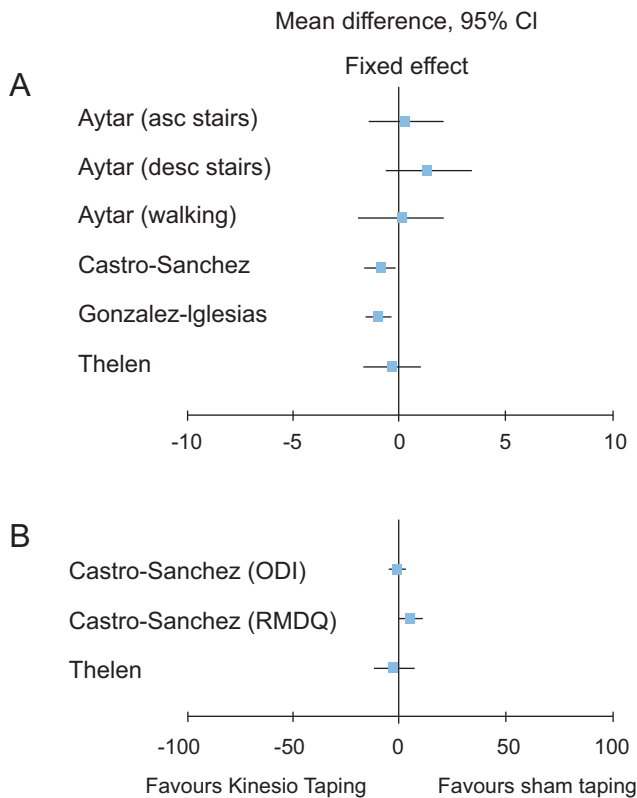 Mean difference, 95% CI
Fixed effect
A
Aytar (asc stairs)
Aytar (desc stairs)
Aytar (walking)
Castro-Sanchez
Gonzalez-Iglesias
Thelen
-10 -5 0 5 10
B
Castro-Sanchez (ODI)
Castro-Sanchez (RMDQ)
Thelen
-100 -50 0 50 100
Favours Kinesio Taping Favours sham taping